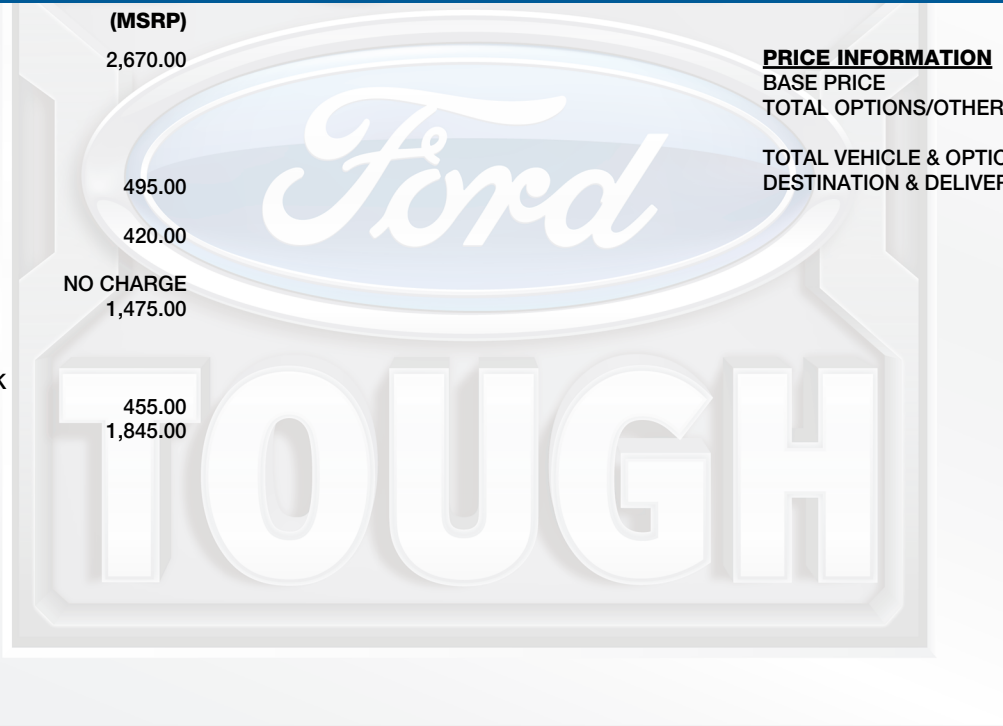 (MSRP)
2,670.00
495.00
420.00
NO CHARGE
1,475.00
K
455.00
1,845.00
PRICE INFORMATION
BASE PRICE
TOTAL OPTIONS/OTHER
TOTAL VEHICLE & OPTIO
DESTINATION & DELIVER
Ford
TOUGH